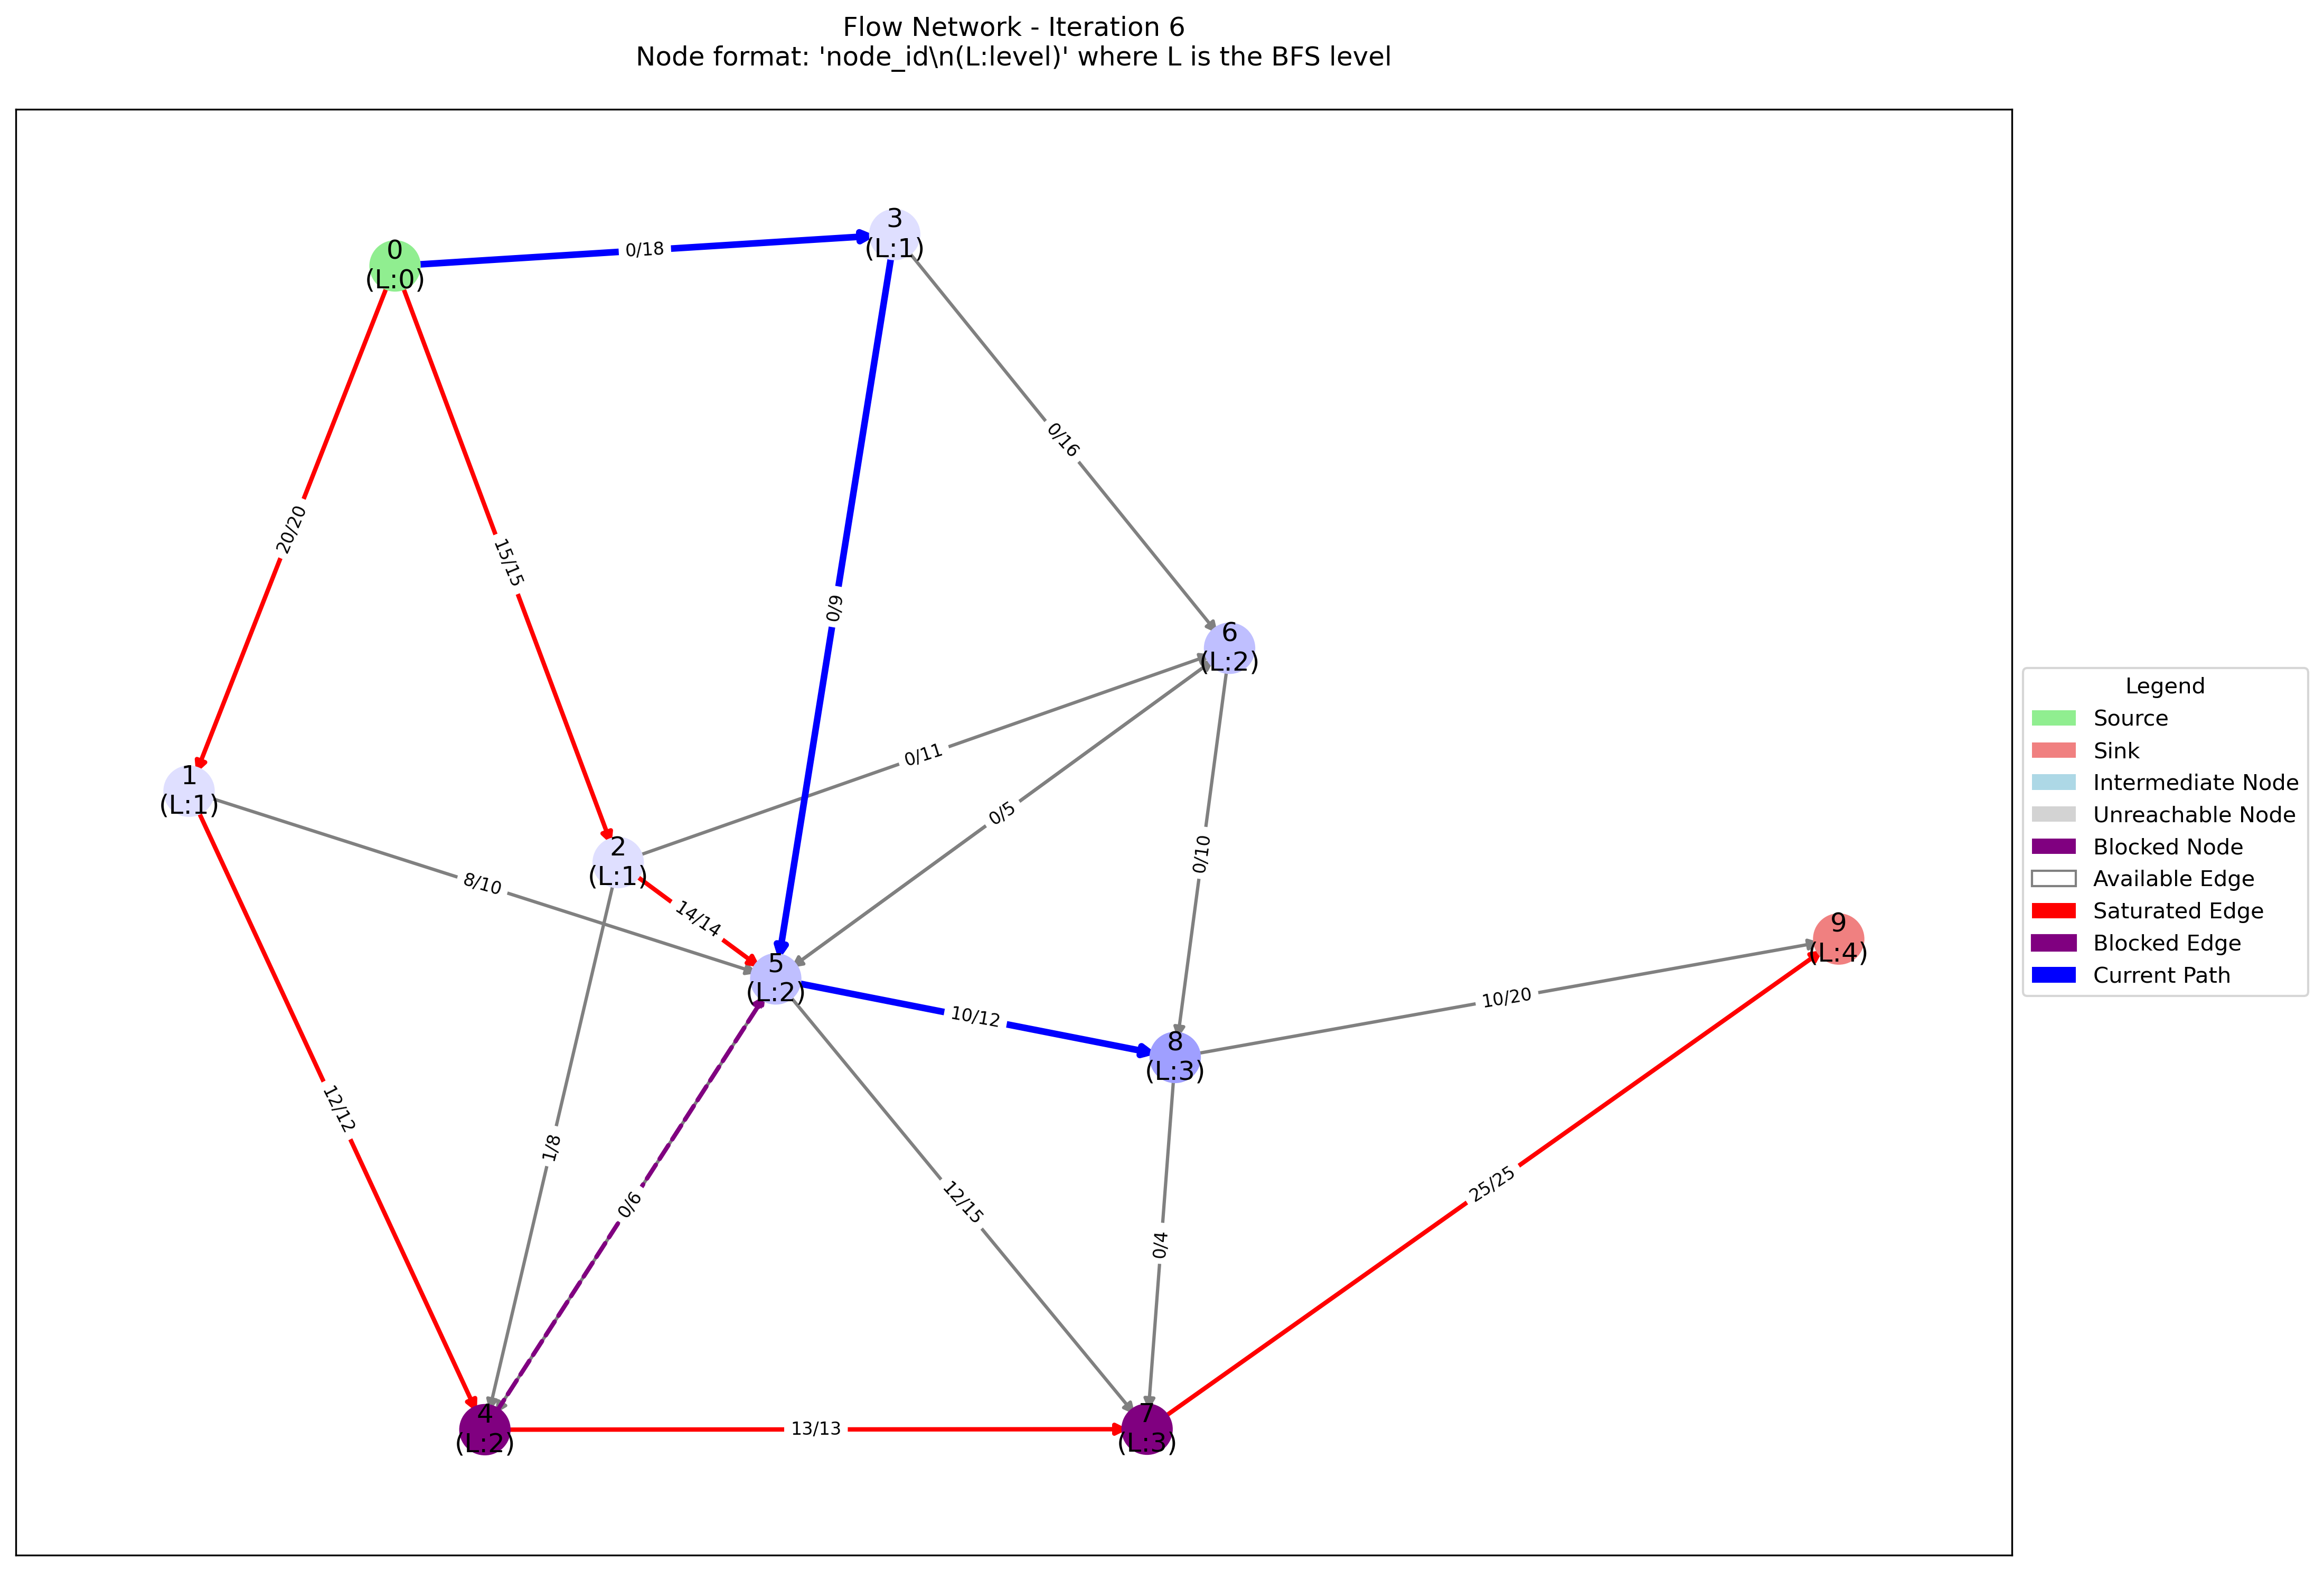 Flow Network - Iteration 6
Node format: 'node_id\n(L:level)' where L is the BFS level
3
(L:1)
0
(L:0)
0/18
0/16
20/20
15/15
0/9
6
(L:2)
0/11
1
(L:1)
0/5
2
(L:1)
0/10
8/10
14/14
9
(L:4)
5
(L:2)
10/20
10/12
8
(L:3)
12/12
1/8
25/25
0/6
12/15
0/4
4
(L:2)
13/13
7
(L:3)
Legend
Source
Sink
Intermediate Node
Unreachable Node
Blocked Node
Available Edge
Saturated Edge
Blocked Edge
Current Path